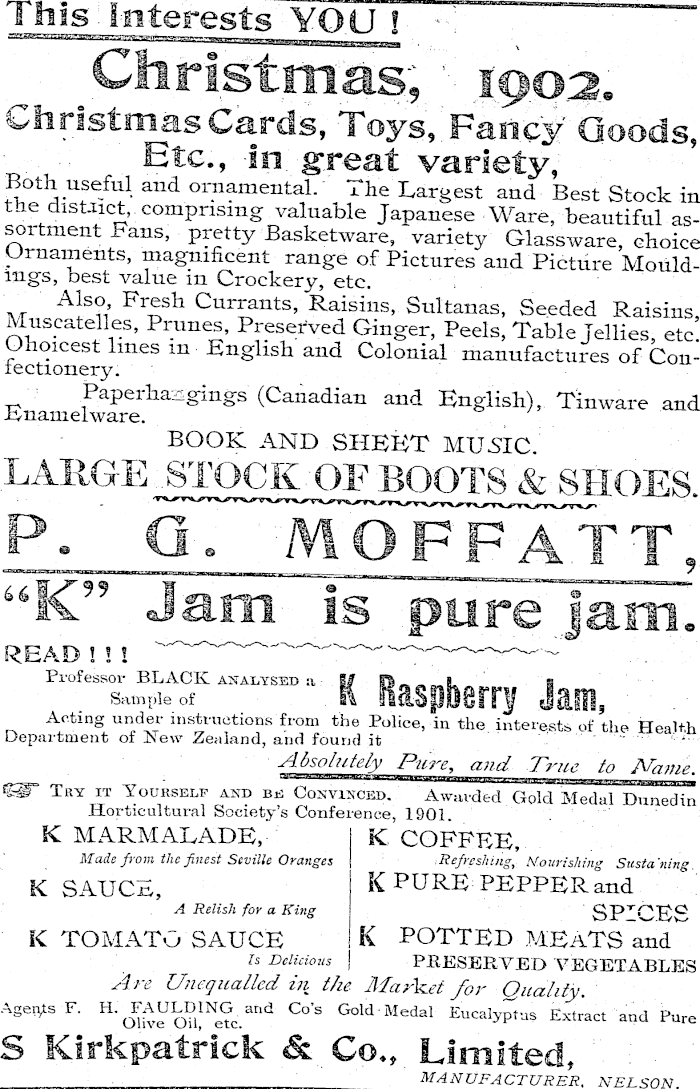 This Interests YOU !
Christmas, 1902.
Christmas Cards, Toys, Fancy Goods,
Etc., in great variety,
Both useful and ornamental. The Largest and Best Stock in
the district, comprising valuable Japanese Ware, beautiful as-
sortment Fans, pretty Basketware, variety Glassware, choice
Ornaments, magnificent range of Pictures and Picture Mould-
ings, best value in Crockery, etc.
Also, Fresh Currants, Raisins, Sultanas, Seeded Raisins,
Muscatelles, Prunes, Preserved Ginger, Peels, Table Jellies, etc.
Ohoicest lines in English and Colonial manufactures of Con-
fectionery.
Paperhangings (Canadian and English), Tinware and
Enamelware.
BOOK AND SHEET MUSIC.
LARGE STOCK OF BOOTS & SHOES.
P. G. MOFFATT,
“K” Jam is pure jam.
READ ! ! !
Professor BLACK ANALYSED a
Sample of
K Raspberry Jam,
Acting under instructions from the Police, in the interests of the Health
Department of New Zealand, and found it
Absolutely Pure, and True to Name.
☞ TRY IT YOURSELF AND BE CONVINCED. Awarded Gold Medal Dunedin
Horticultural Society's Conference, 1901.
K MARMALADE,
Made from the finest Seville Oranges
K SAUCE,
A Relish for a King
K TOMATO SAUCE
Is Delicious
K COFFEE,
Refreshing, Nourishing Sustaining
K PURE PEPPER and
SPICES
K POTTED MEATS and
PRESERVED VEGETABLES
Are Unequalled in the Market for Quality.
Agents F. H. FAULDING and Co's Gold Medal Eucalyptus Extract and Pure
Olive Oil, etc.
S Kirkpatrick & Co., Limited,
MANUFACTURER, NELSON.